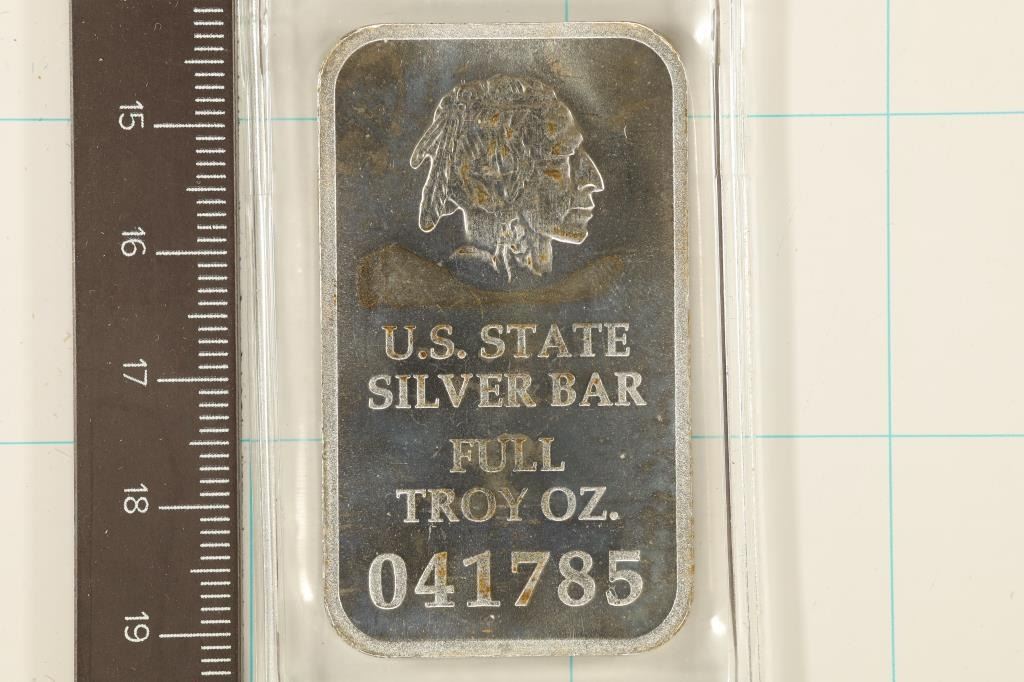 U.S. STATE
SILVER BAR
FULL
TROY OZ.
041785
15
16
17
18
19